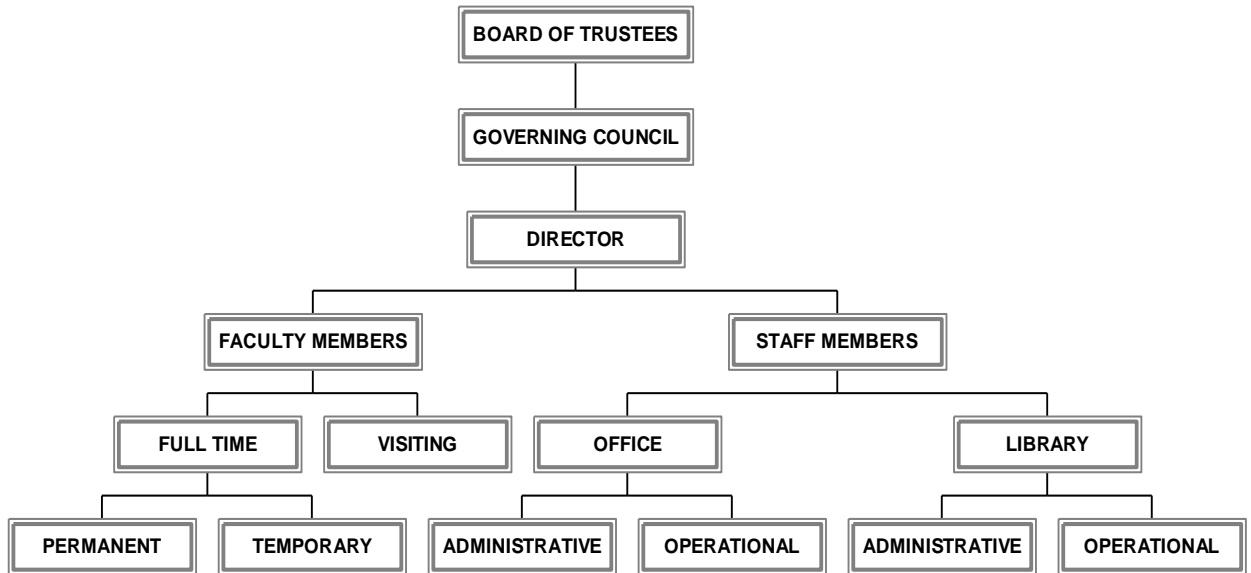 BOARD OF TRUSTEES
GOVERNING COUNCIL
DIRECTOR
FACULTY MEMBERS
STAFF MEMBERS
FULL TIME
VISITING
OFFICE
LIBRARY
PERMANENT
TEMPORARY
ADMINISTRATIVE
OPERATIONAL
ADMINISTRATIVE
OPERATIONAL